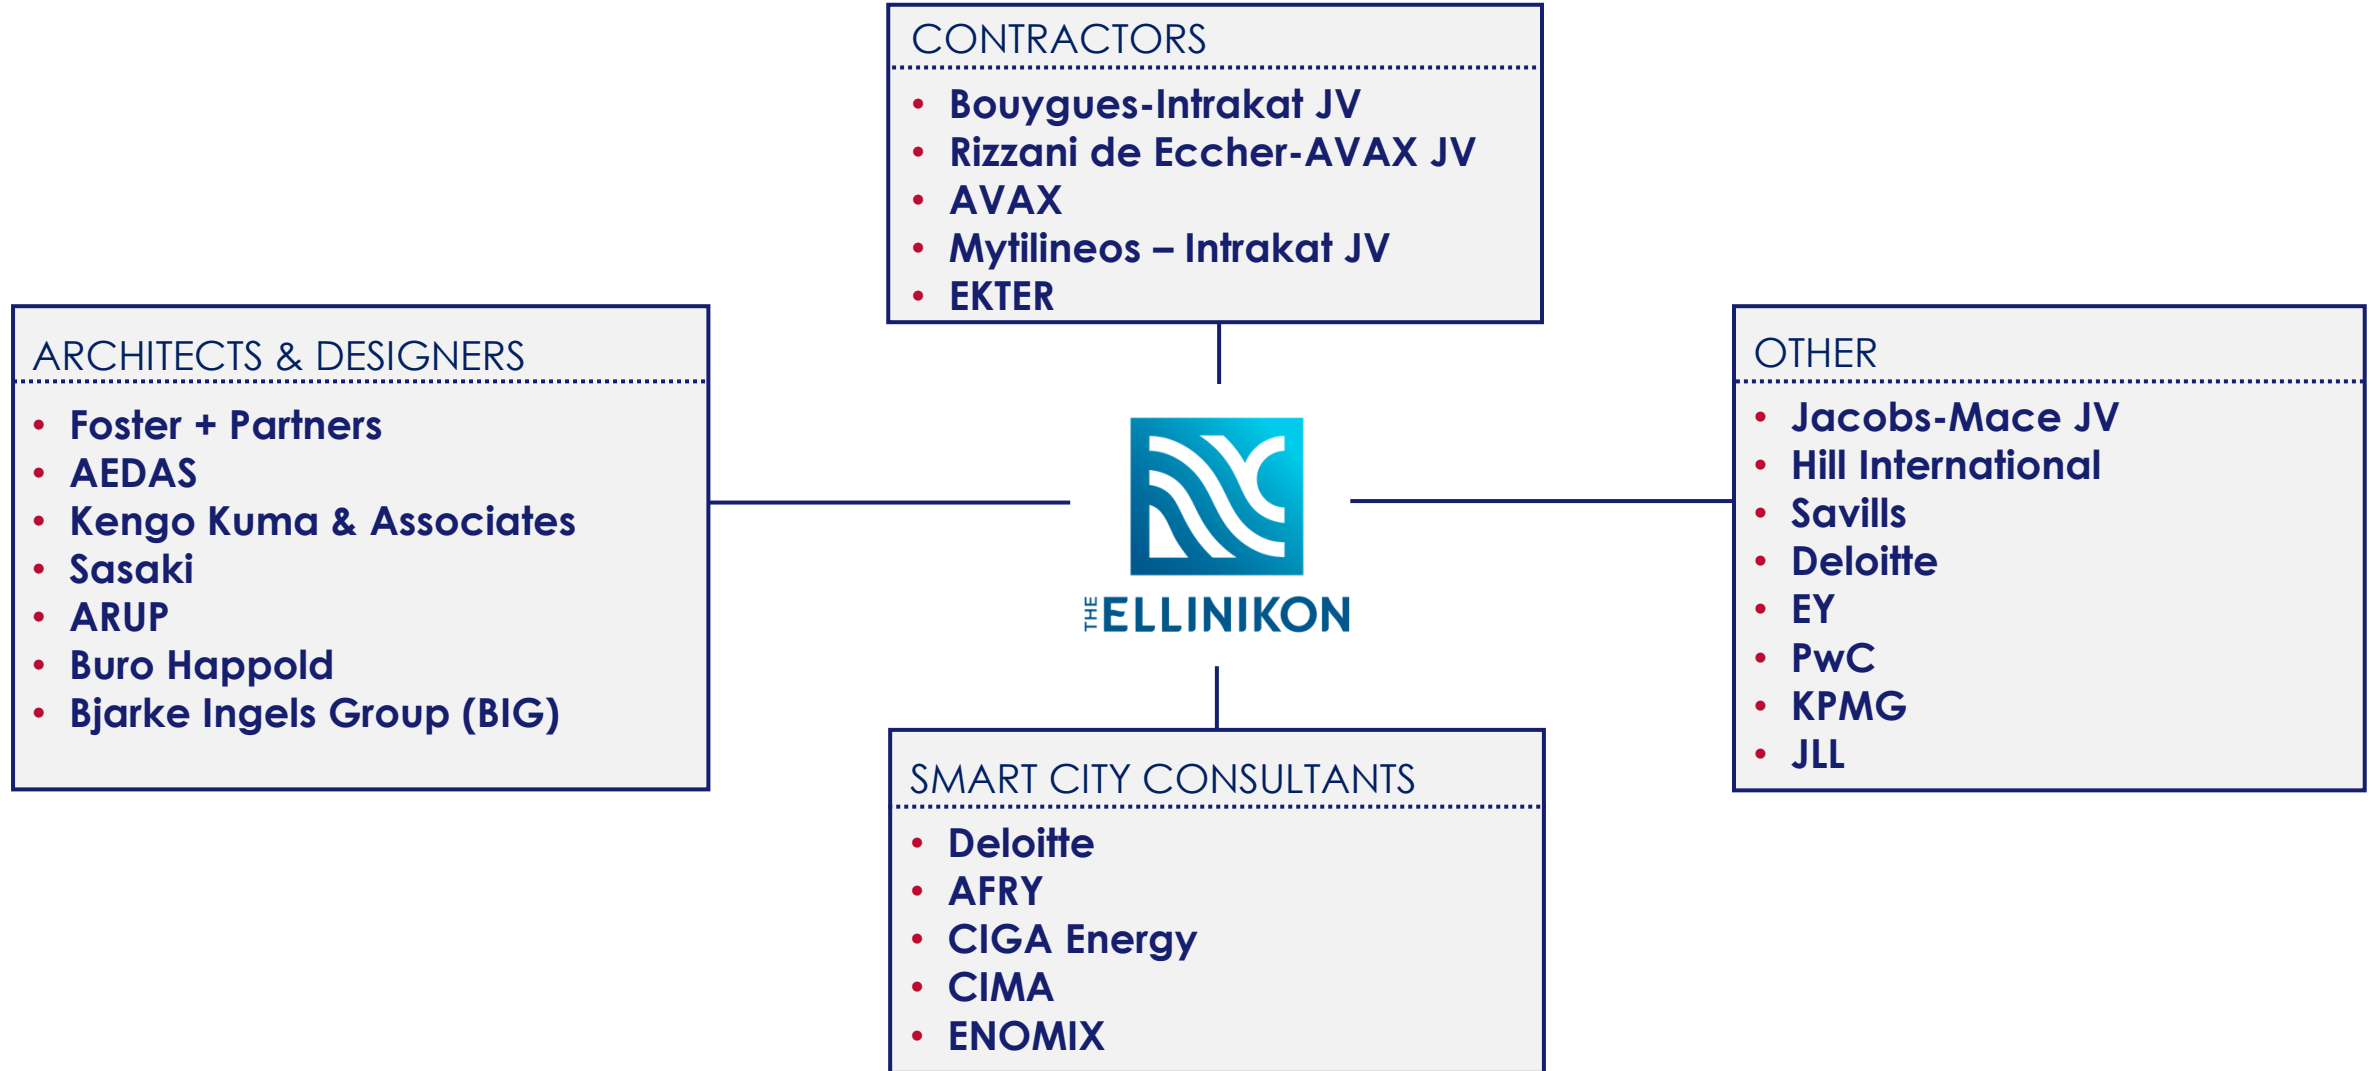 CONTRACTORS
• Bouygues-Intrakat JV
• Rizzani de Eccher-AVAX JV
• AVAX
• Mytilineos – Intrakat JV
• EKTER
ARCHITECTS & DESIGNERS
• Foster + Partners
• AEDAS
• Kengo Kuma & Associates
• Sasaki
• ARUP
• Buro Happold
• Bjarke Ingels Group (BIG)
THE ELLINIKON
OTHER
• Jacobs-Mace JV
• Hill International
• Savills
• Deloitte
• EY
• PwC
• KPMG
• JLL
SMART CITY CONSULTANTS
• Deloitte
• AFRY
• CIGA Energy
• CIMA
• ENOMIX